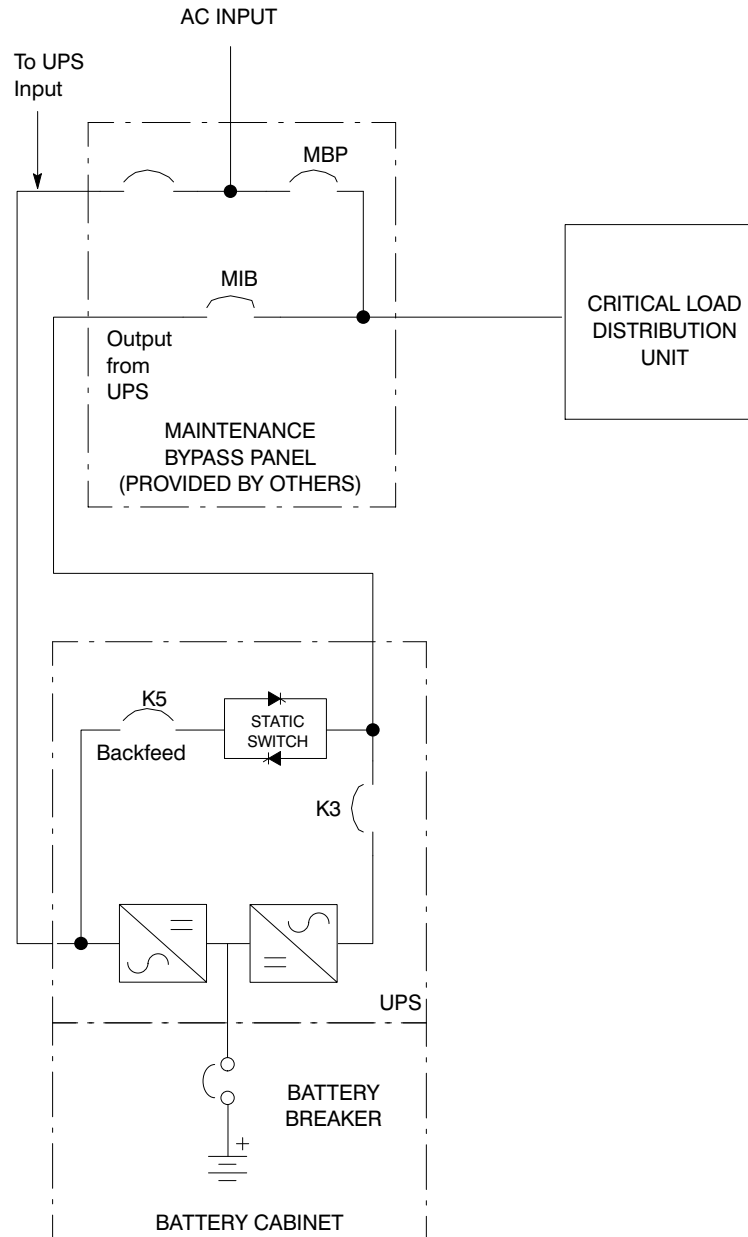 AC INPUT
To UPS
Input
MBP
MIB
Output
from
UPS
MAINTENANCE
BYPASS PANEL
(PROVIDED BY OTHERS)
CRITICAL LOAD
DISTRIBUTION
UNIT
K5
Backfeed
STATIC
SWITCH
K3
UPS
BATTERY
BREAKER
+
BATTERY CABINET